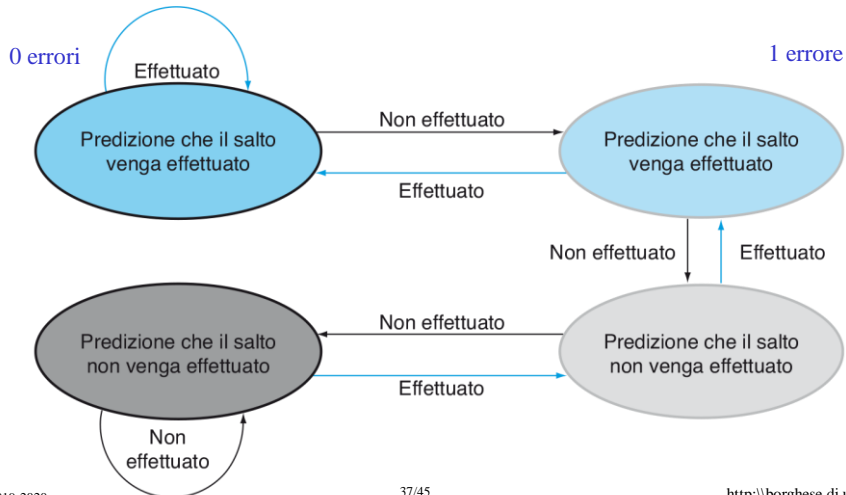 0 errori
1 errore
Effettuato
Non effettuato
Predizione che il salto
venga effettuato
Predizione che il salto
venga effettuato
Effettuato
Non effettuato
Effettuato
Non effettuato
Predizione che il salto
non venga effettuato
Predizione che il salto
non venga effettuato
Effettuato
Non
effettuato
37/45